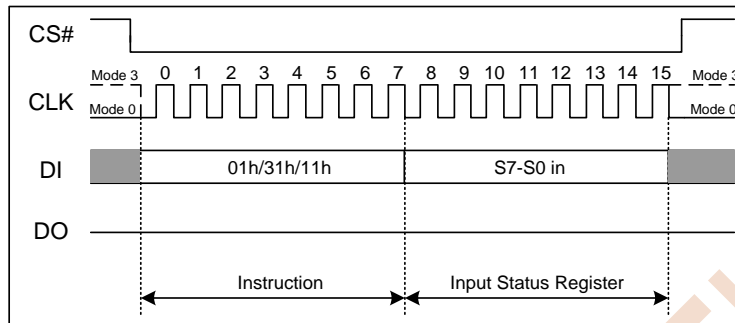 CS#
Mode 3 0 1 2 3 4 5 6 7 8 9 10 11 12 13 14 15 Mode 3
CLK
Mode 0 Mode 0
DI 01h/31h/11h S7-S0 in
DO
Instruction Input Status Register